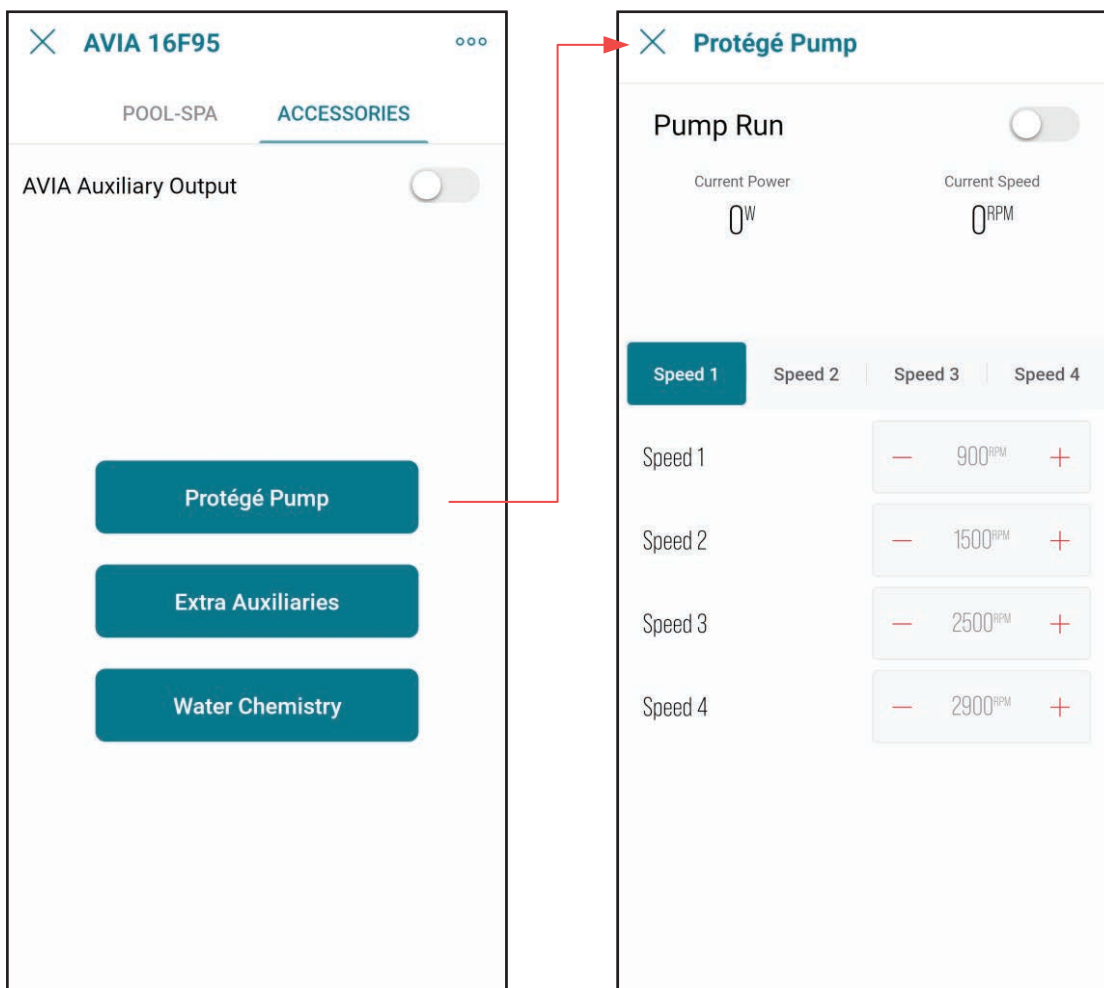 AVIA 16F95
POOL-SPA ACCESSORIES
AVIA Auxiliary Output
Protégé Pump
Extra Auxiliaries
Water Chemistry
Protégé Pump
Pump Run
Current Power Current Speed
0W 0RPM
Speed 1 Speed 2 Speed 3 Speed 4
Speed 1 − 900RPM +
Speed 2 − 1500RPM +
Speed 3 − 2500RPM +
Speed 4 − 2900RPM +